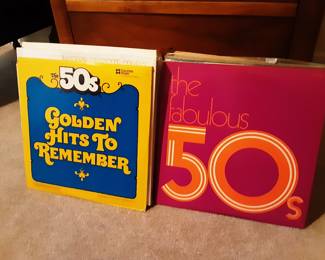 The 50s
GOLDEN
HITS TO
REMEMBER
the
fabulous
50s